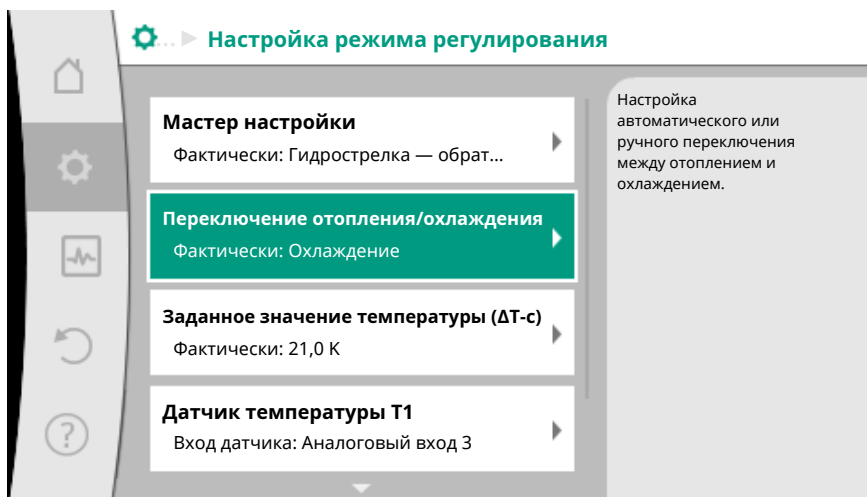 ... Настройка режима регулирования
Мастер настройки
Фактически: Гидрострелка — обрат...
Переключение отопления/охлаждения
Фактически: Охлаждение
Заданное значение температуры (ΔT-c)
Фактически: 21,0 K
Датчик температуры T1
Вход датчика: Аналоговый вход 3
Настройка
автоматического или
ручного переключения
между отоплением и
охлаждением.
?